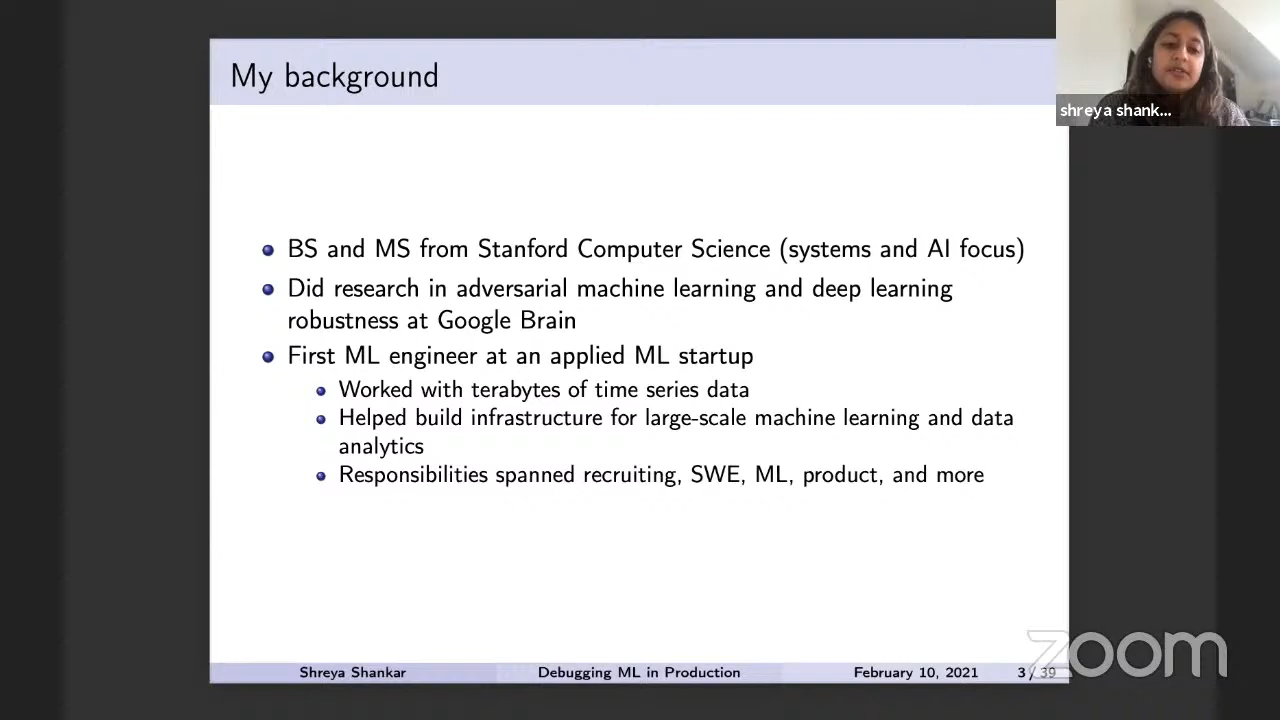 My background
shreya shank...
BS and MS from Stanford Computer Science (systems and AI focus)
Did research in adversarial machine learning and deep learning
robustness at Google Brain
First ML engineer at an applied ML startup
Worked with terabytes of time series data
Helped build infrastructure for large-scale machine learning and data
analytics
Responsibilities spanned recruiting, SWE, ML, product, and more
Shreya Shankar Debugging ML in Production February 10, 2021 3 / 39
zoom